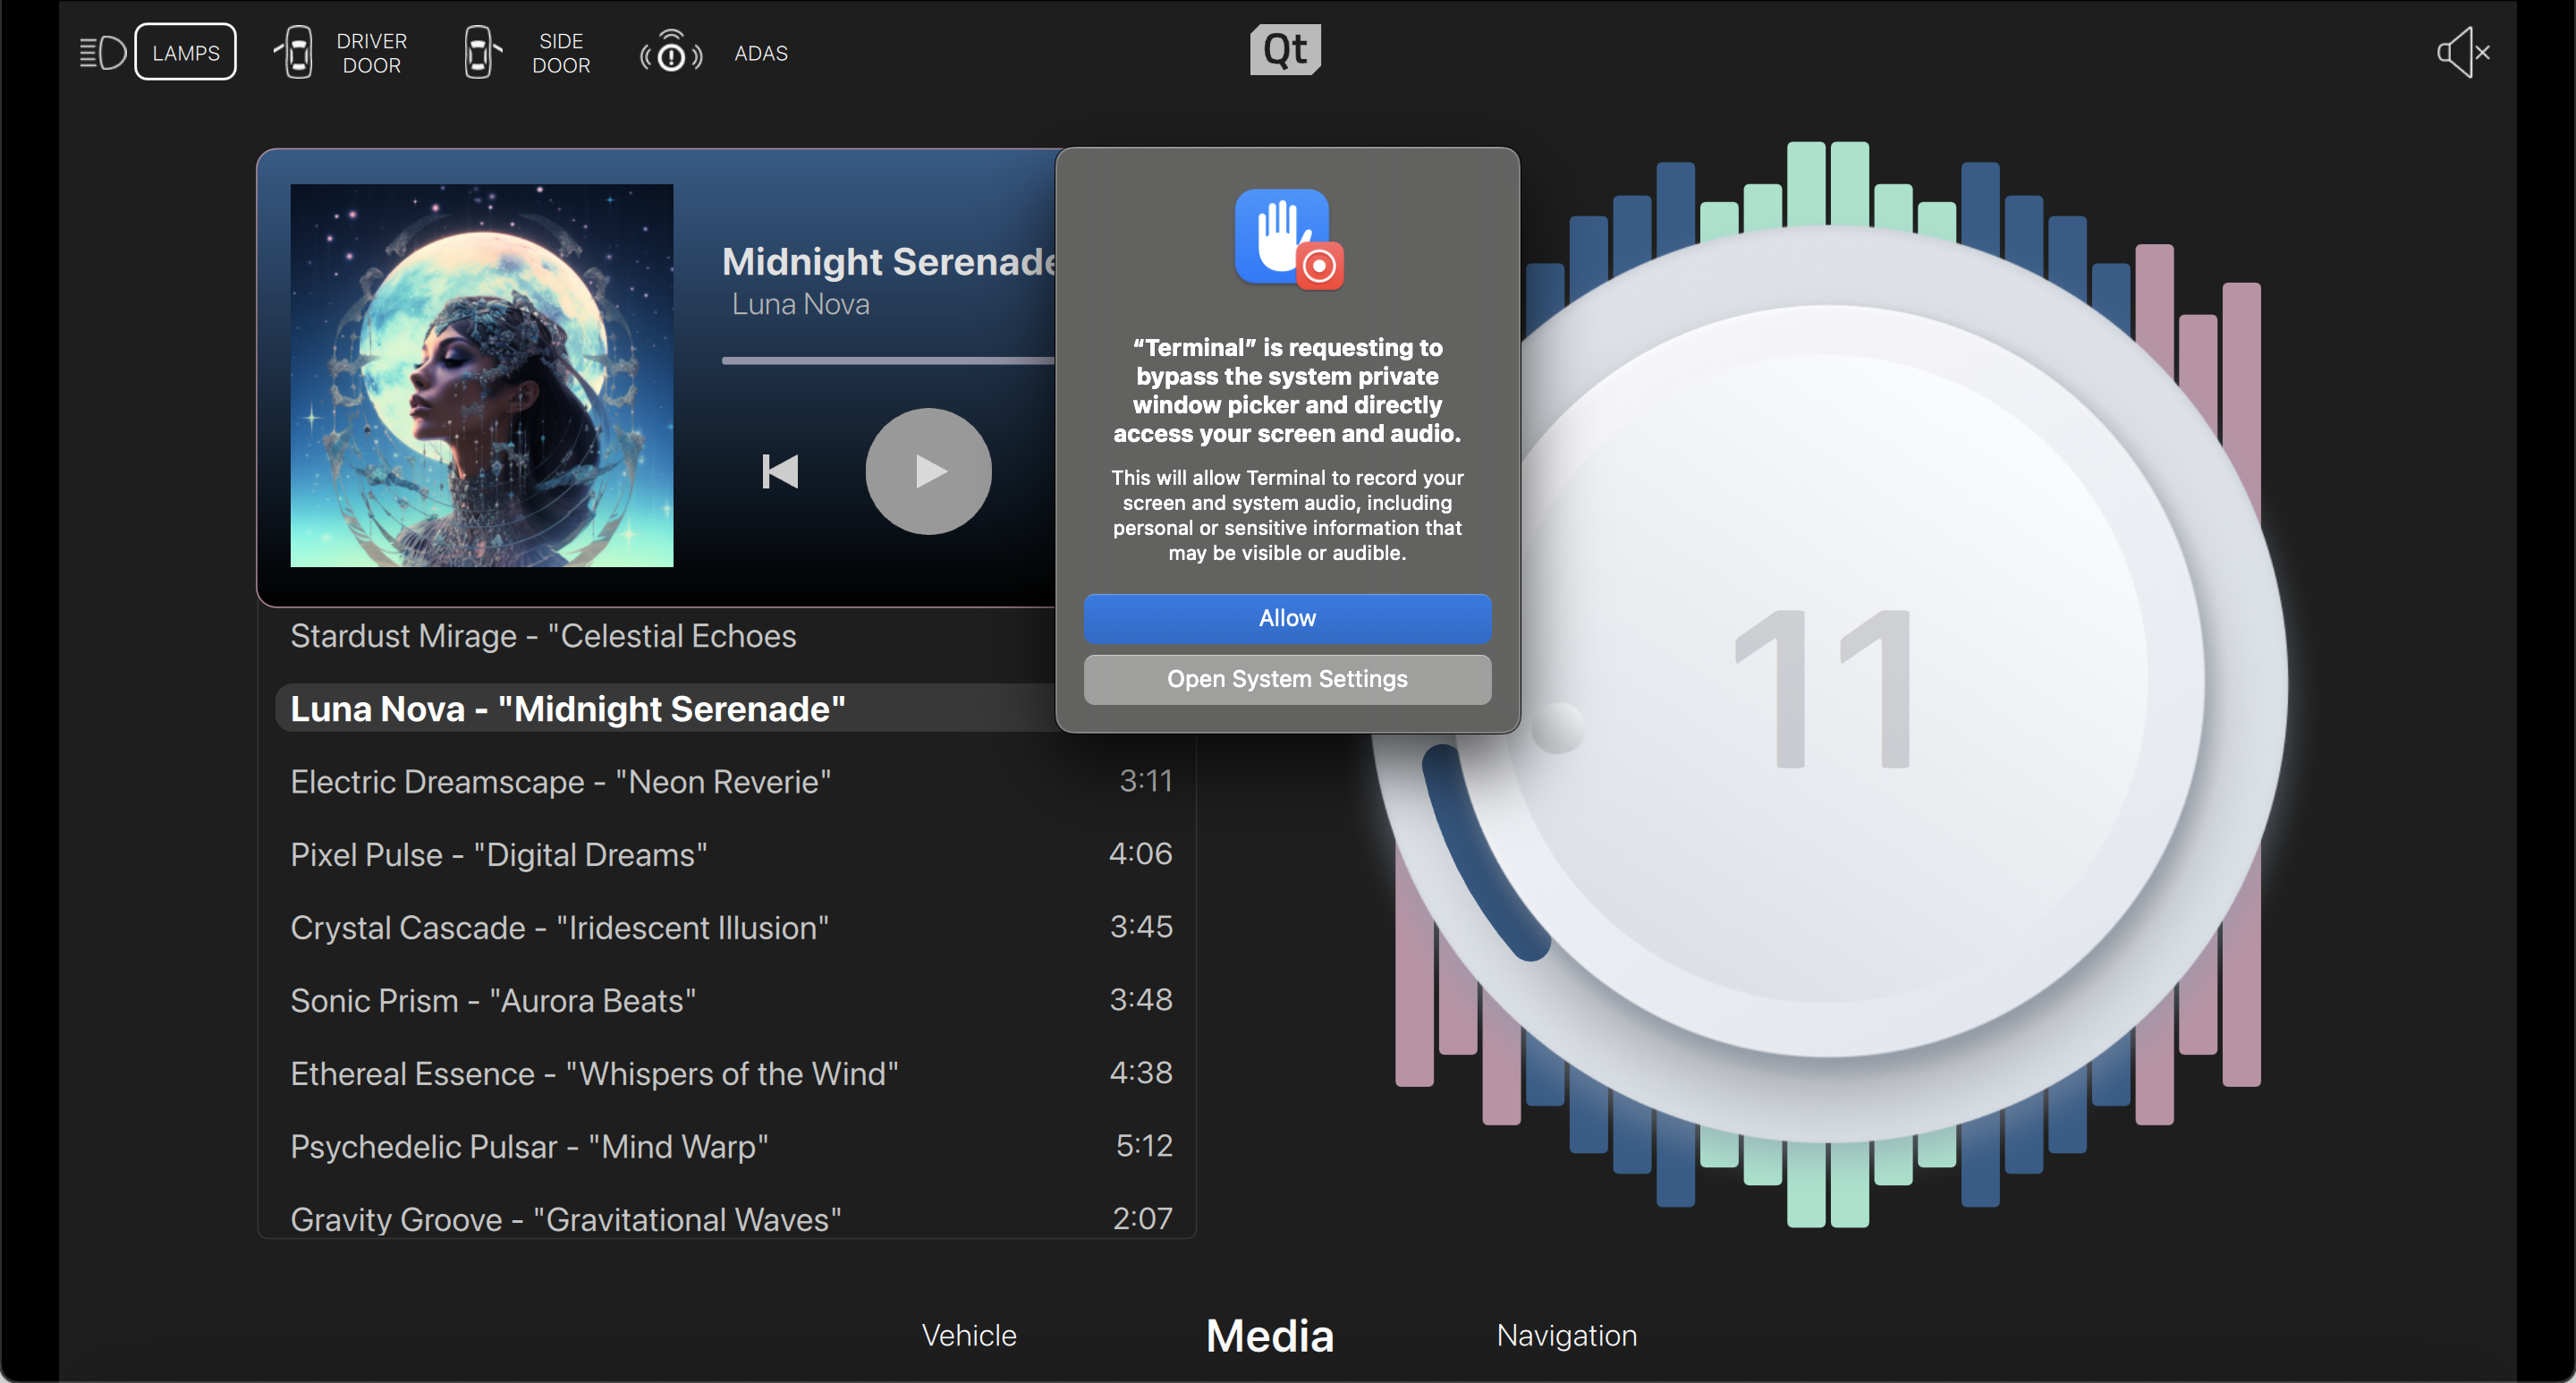 LAMPS
DRIVER
DOOR
SIDE
DOOR
ADAS
Qt
Midnight Serenade
Luna Nova
“Terminal” is requesting to
bypass the system private
window picker and directly
access your screen and audio.
This will allow Terminal to record your
screen and system audio, including
personal or sensitive information that
may be visible or audible.
Allow
Open System Settings
Stardust Mirage - "Celestial Echoes
Luna Nova - "Midnight Serenade"
Electric Dreamscape - "Neon Reverie" 3:11
Pixel Pulse - "Digital Dreams" 4:06
Crystal Cascade - "Iridescent Illusion" 3:45
Sonic Prism - "Aurora Beats" 3:48
Ethereal Essence - "Whispers of the Wind" 4:38
Psychedelic Pulsar - "Mind Warp" 5:12
Gravity Groove - "Gravitational Waves" 2:07
11
Vehicle
Media
Navigation